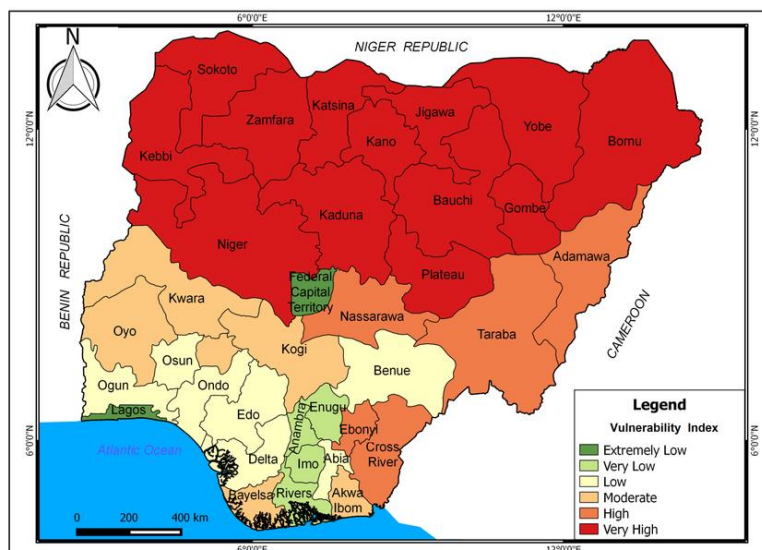 6°0'0"E
12°0'0"E
N
NIGER REPUBLIC
Sokoto
Katsina
Jigawa
Zamfara
Yobe
Kano
Bornu
12°0'0"N
12°0'0"N
Kebbi
Bauchi
Gombe
Kaduna
Niger
Adamawa
Plateau
Federal
Capital
Territory
BENIN REPUBLIC
Kwara
Nassarawa
Taraba
CAMEROON
Oyo
Kogi
Osun
Benue
Ogun
Ondo
Lagos
Edo
Enugu
Anambra
Ebonyi
Cross
River
6°0'0"N
6°0'0"N
Atlantic Ocean
Delta
Imo
Abia
Bayelsa
Rivers
Akwa
Ibom
0 200 400 km
Legend
Vulnerability Index
Extremely Low
Very Low
Low
Moderate
High
Very High
6°0'0"E
12°0'0"E